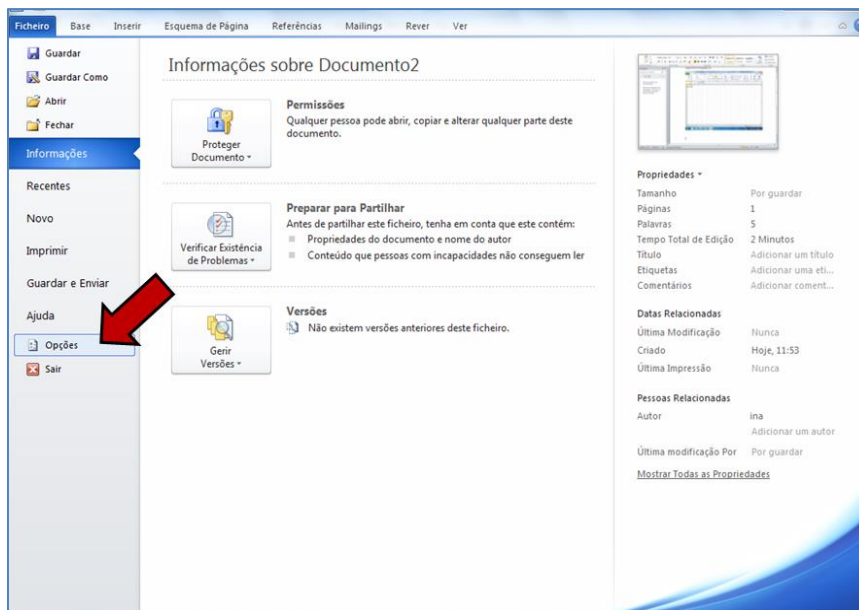 Ficheiro Base Inserir Esquema de Página Referências Mailings Rever Ver
Guardar
Guardar Como
Abrir
Fechar
Informações
Recentes
Novo
Imprimir
Guardar e Enviar
Ajuda
Opções
Sair
Informações sobre Documento2
Proteger
Documento
Permissões
Qualquer pessoa pode abrir, copiar e alterar qualquer parte deste
documento.
Verificar Existência
de Problemas
Preparar para Partilhar
Antes de partilhar este ficheiro, tenha em conta que este contém:
Propriedades do documento e nome do autor
Conteúdo que pessoas com incapacidades não conseguem ler
Gerir
Versões
Versões
Não existem versões anteriores deste ficheiro.
Propriedades
Tamanho Por guardar
Páginas 1
Palavras 5
Tempo Total de Edição 2 Minutos
Título Adicionar um título
Etiquetas Adicionar uma eti...
Comentários Adicionar coment...
Datas Relacionadas
Última Modificação Nunca
Criado Hoje, 11:53
Última Impressão Nunca
Pessoas Relacionadas
Autor ina
Adicionar um autor
Última modificação Por Por guardar
Mostrar Todas as Propriedades